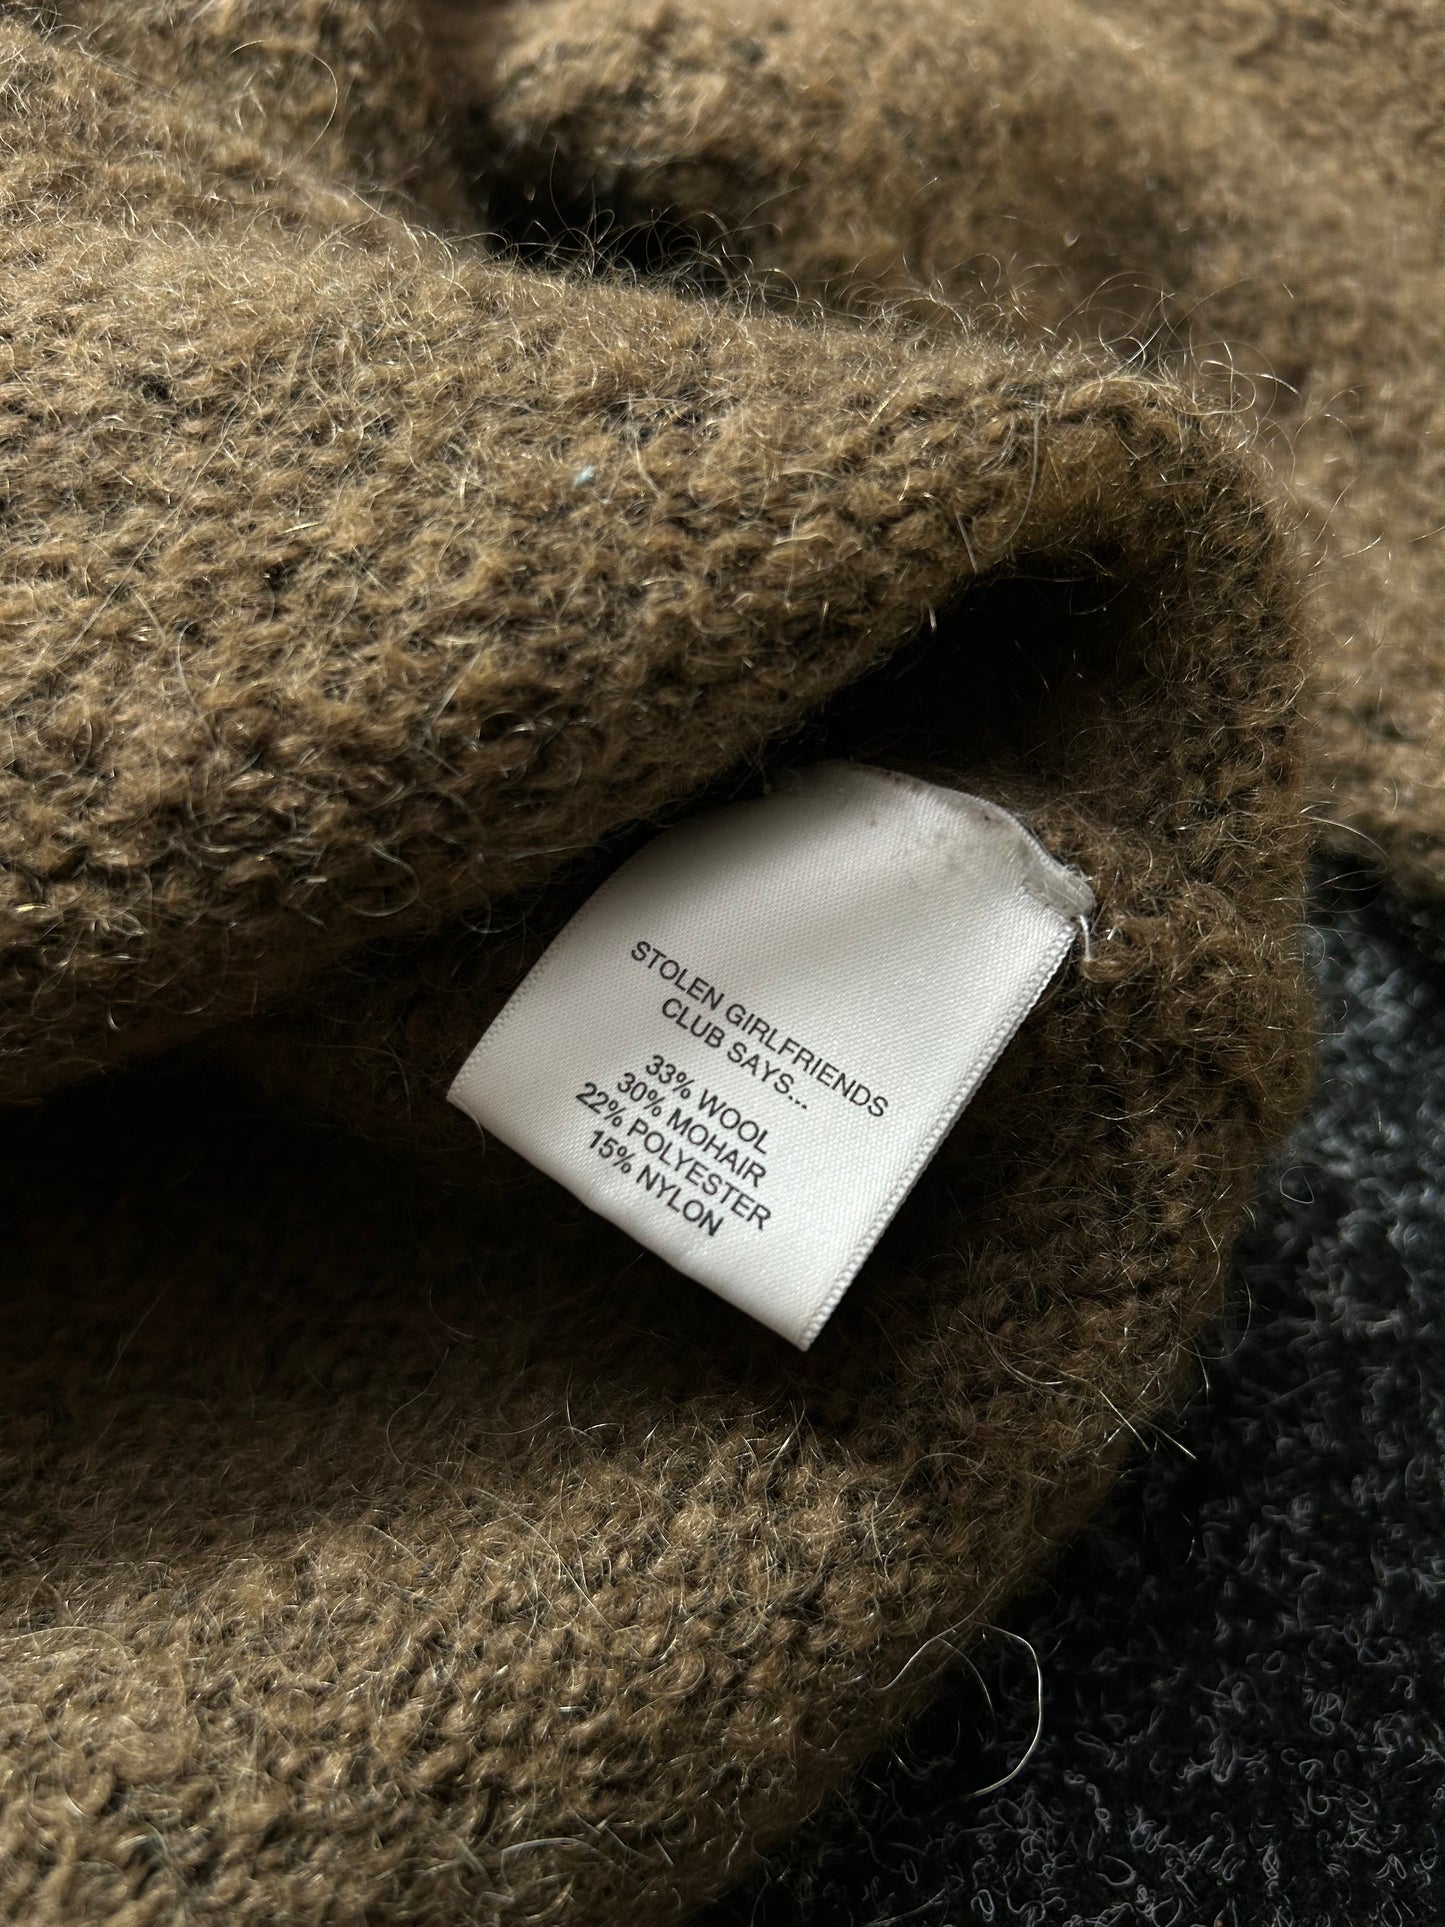 STOLEN GIRLFRIENDS
CLUB SAYS...
33% WOOL
30% MOHAIR
22% POLYESTER
15% NYLON